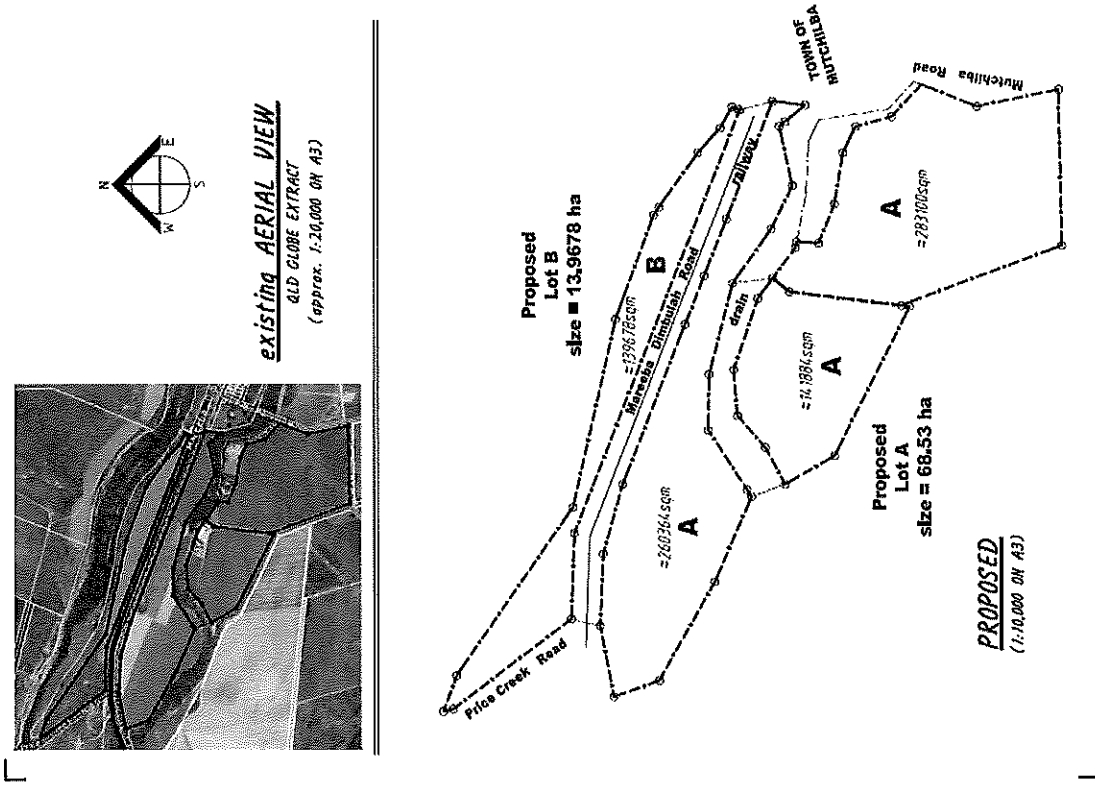 N
W
E
S
existing AERIAL VIEW
QLD GLOBE EXTRACT
(approx. 1:20,000 ON A3)
TOWN OF
MUTCHILBA
Mutchilba
Road
Proposed
Lot B
size = 13.9678 ha
B
=139678sqm
Mareeba Dimbulah Road
railway
drain
A
=283100sqm
=141884sqm
A
=260364sqm
A
Proposed
Lot A
size = 68.53 ha
Price Creek Road
PROPOSED
(1:10,000 ON A3)